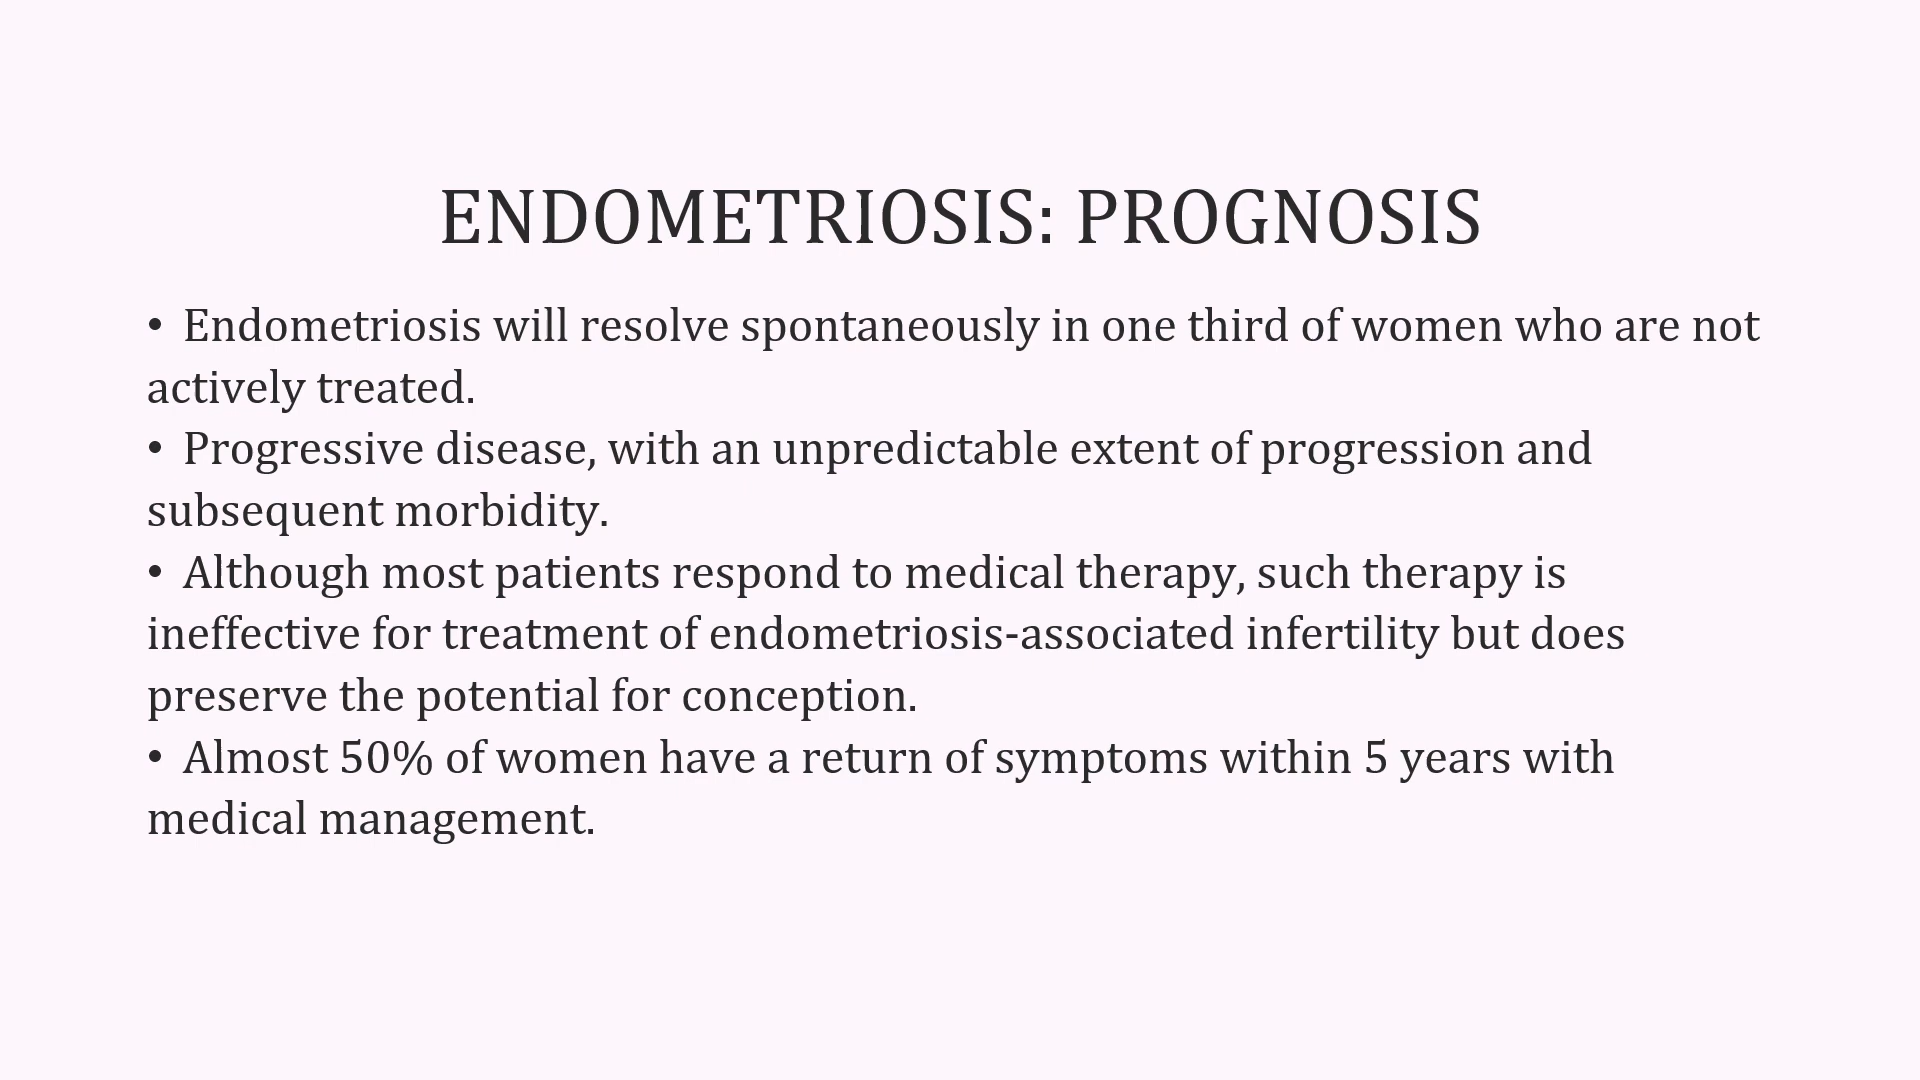 ENDOMETRIOSIS: PROGNOSIS
• Endometriosis will resolve spontaneously in one third of women who are not
actively treated.
• Progressive disease, with an unpredictable extent of progression and
subsequent morbidity.
• Although most patients respond to medical therapy, such therapy is
ineffective for treatment of endometriosis-associated infertility but does
preserve the potential for conception.
• Almost 50% of women have a return of symptoms within 5 years with
medical management.